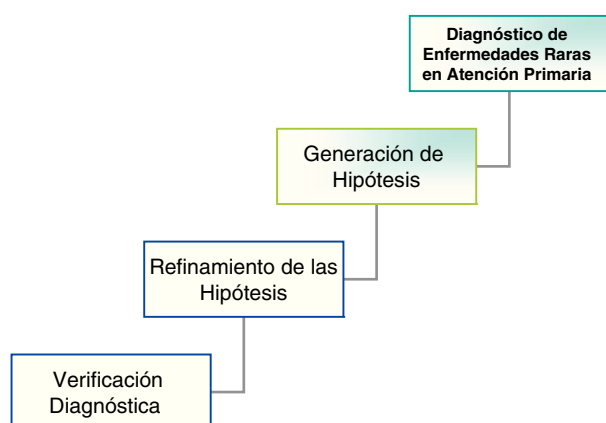 Diagnóstico de
Enfermedades Raras
en Atención Primaria
Generación de
Hipótesis
Refinamiento de las
Hipótesis
Verificación
Diagnóstica